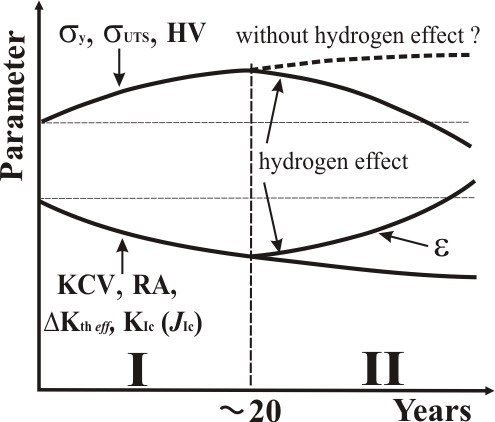 σy, σUTS, HV
without hydrogen effect ?
Parameter
hydrogen effect
ε
KCV, RA,
ΔKth eff, KIc (JIc)
I
II
~20
Years